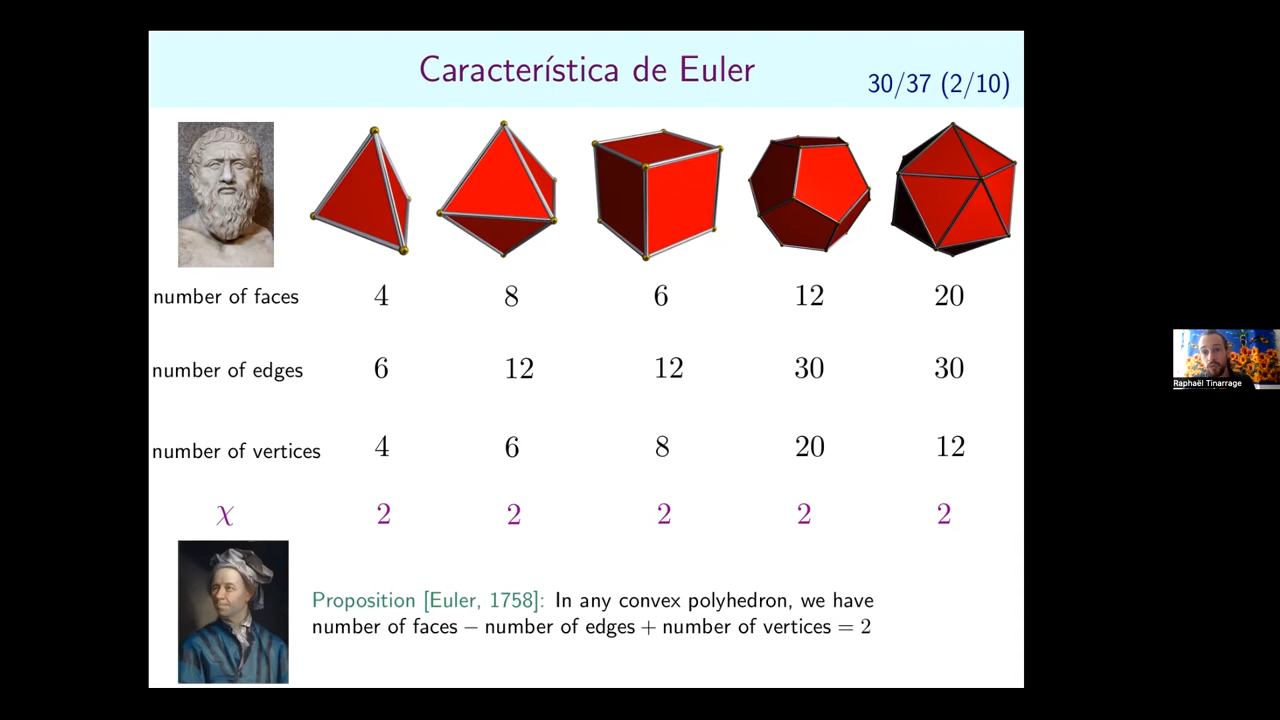 Característica de Euler
30/37 (2/10)
number of faces 4 8 6 12 20
number of edges 6 12 12 30 30
number of vertices 4 6 8 20 12
χ 2 2 2 2 2
Proposition [Euler, 1758]: In any convex polyhedron, we have
number of faces − number of edges + number of vertices = 2
Raphaël Tinarrage